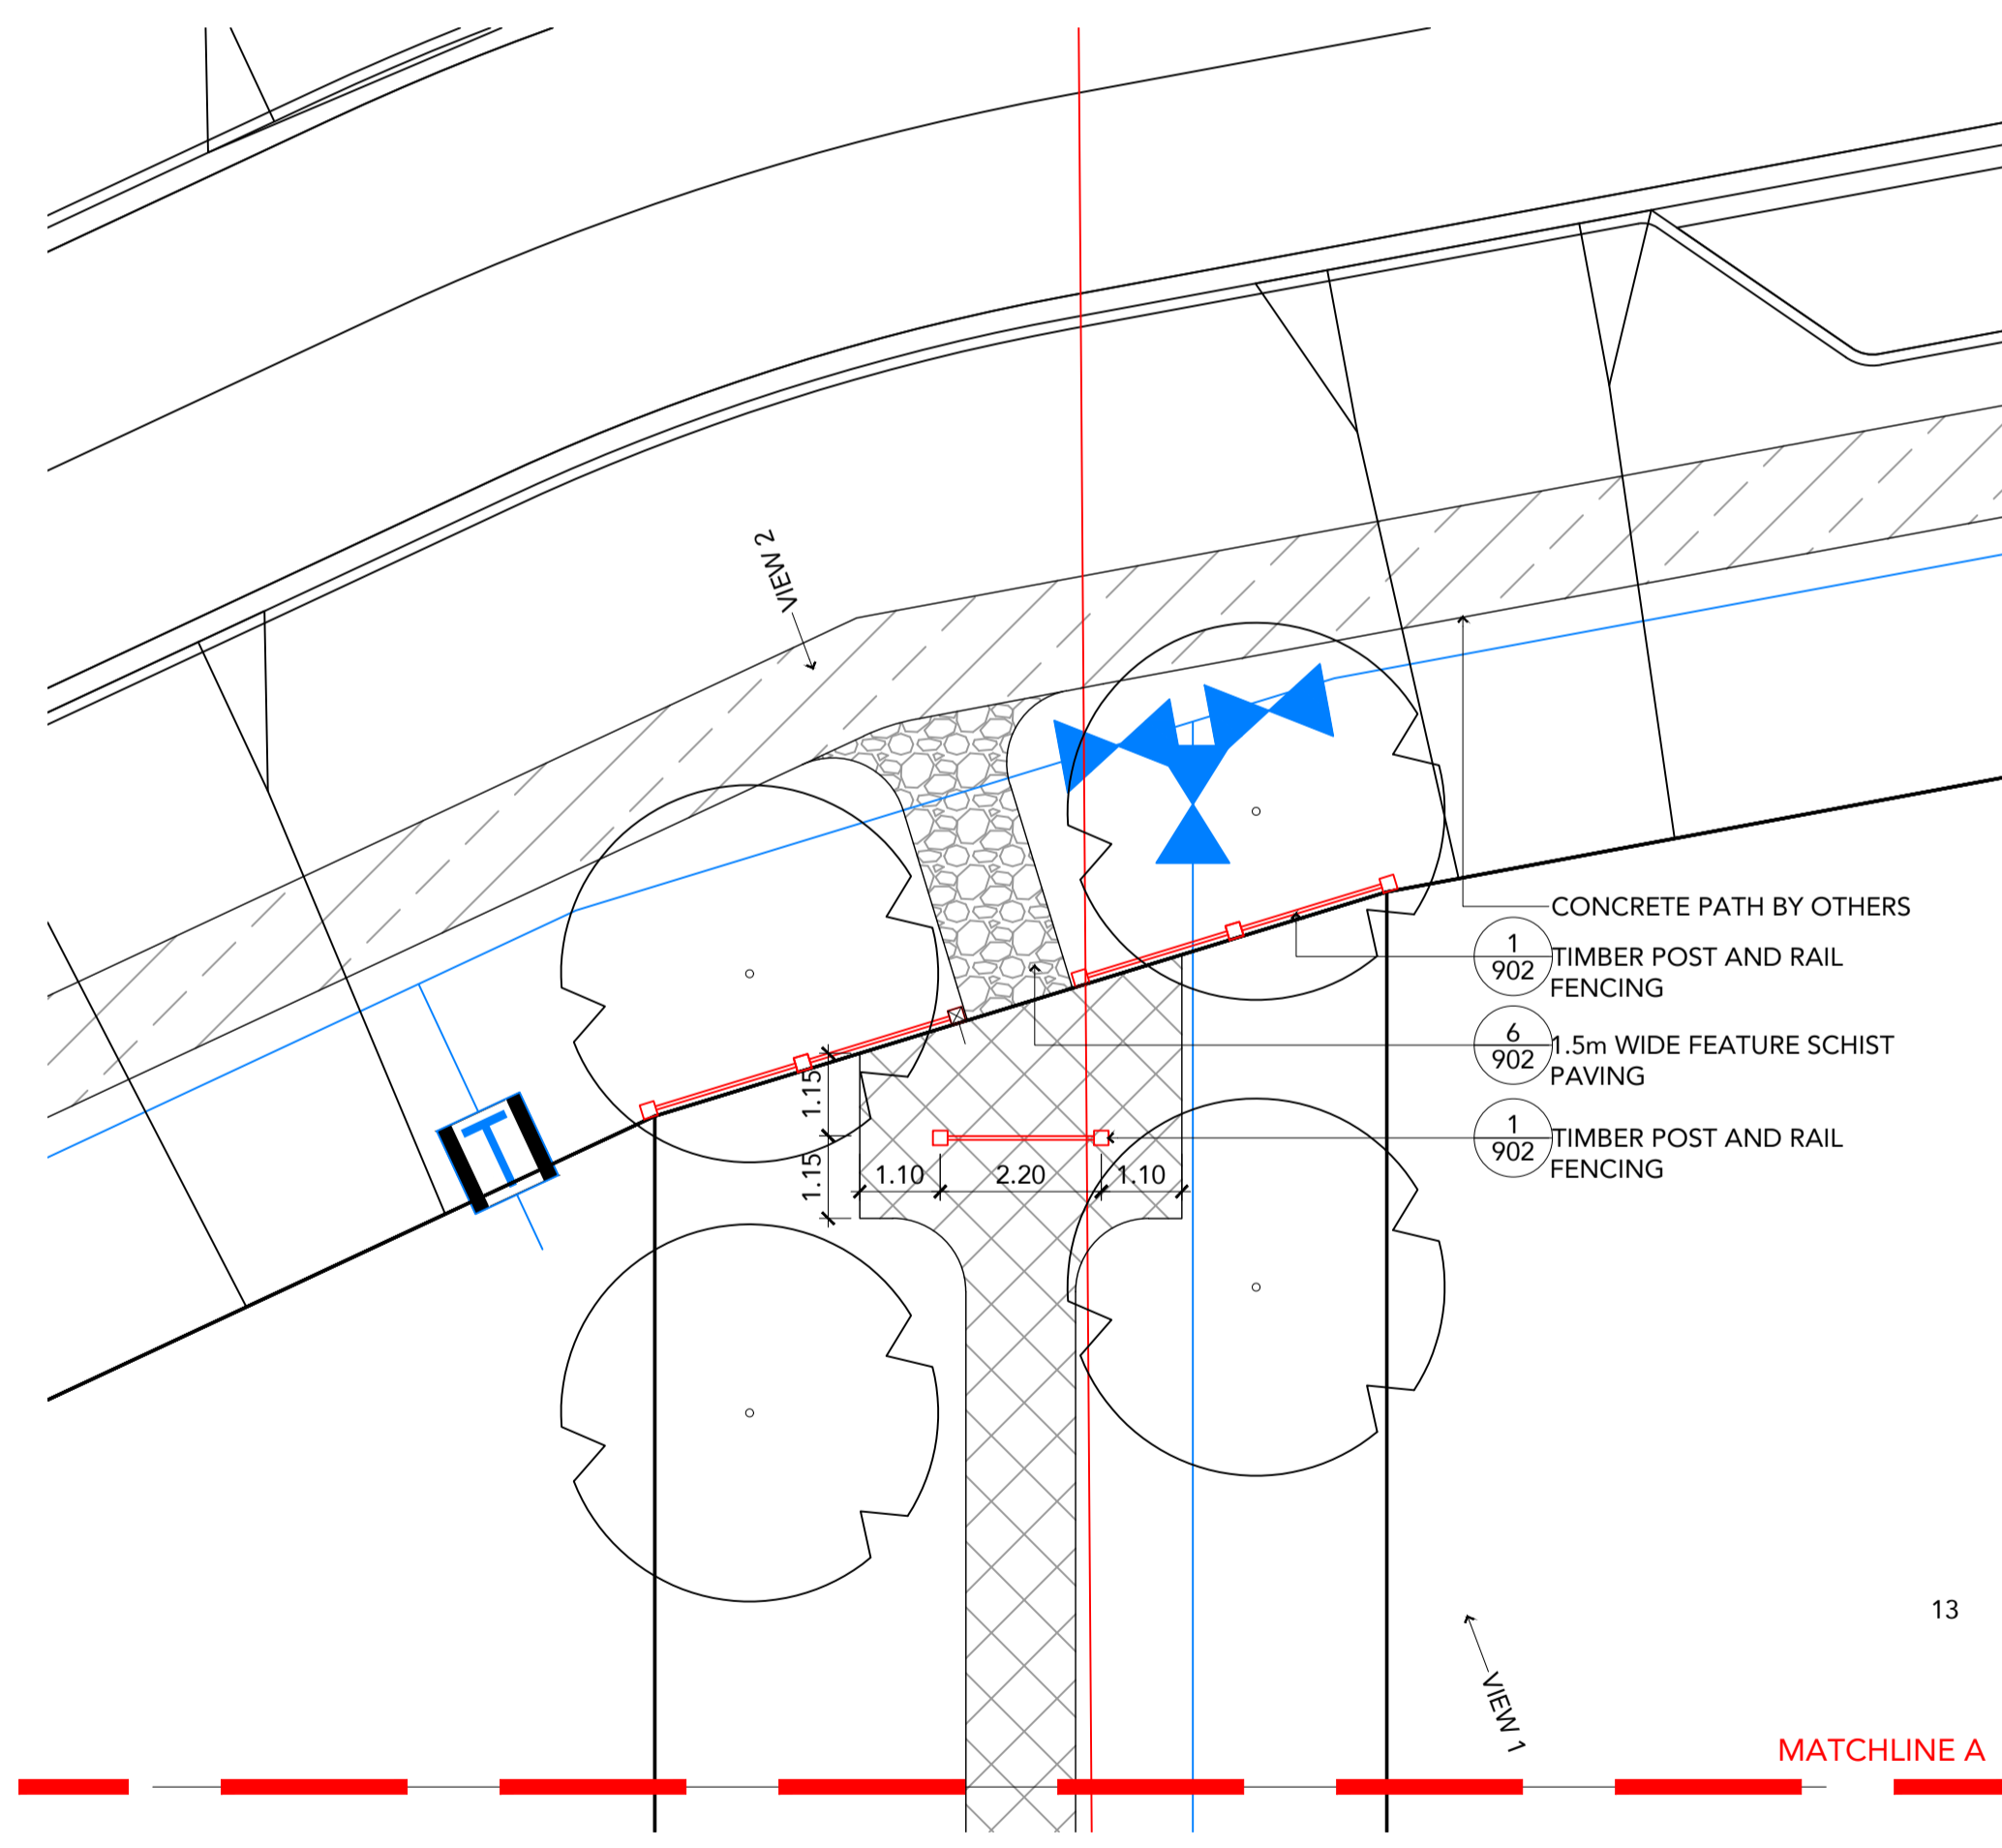 VIEW 2
CONCRETE PATH BY OTHERS
1
902
TIMBER POST AND RAIL
FENCING
6
902
1.5m WIDE FEATURE SCHIST
PAVING
1
902
TIMBER POST AND RAIL
FENCING
1.15
1.15
1.10
2.20
1.10
T
13
VIEW 1
MATCHLINE A